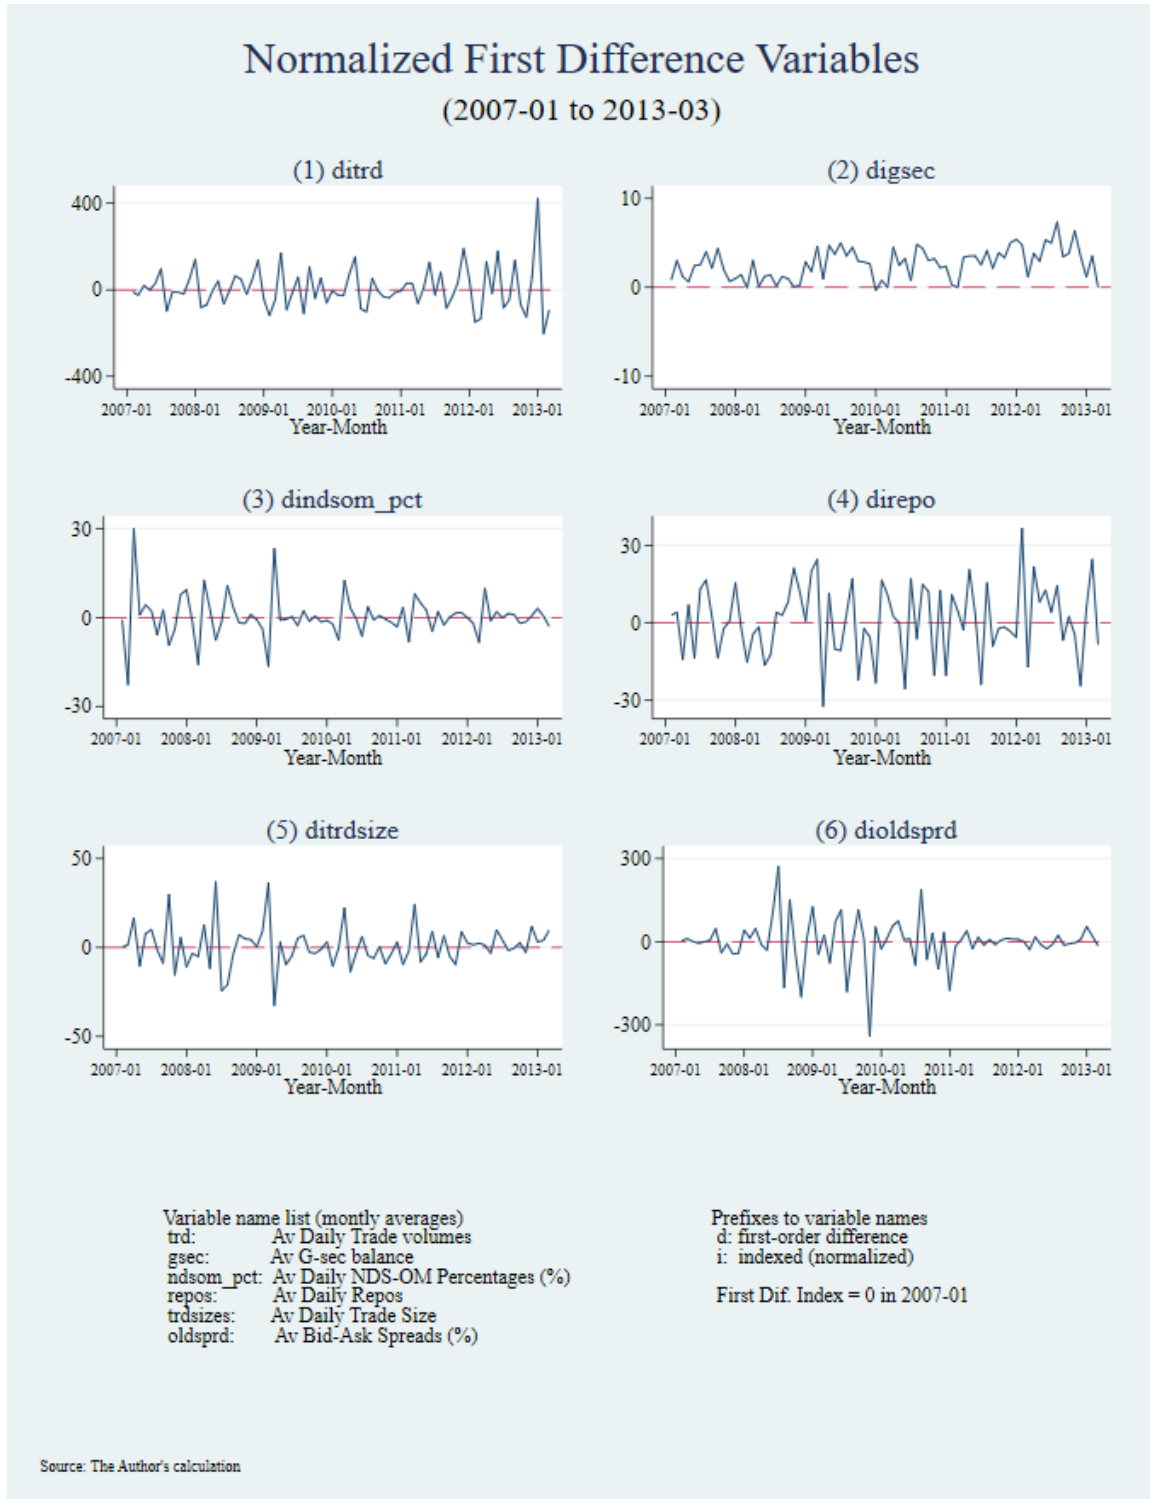 Normalized First Difference Variables
(2007-01 to 2013-03)
(1) ditrd
400
0
-400
2007-01 2008-01 2009-01 2010-01 2011-01 2012-01 2013-01
Year-Month
(2) digsec
10
0
-10
2007-01 2008-01 2009-01 2010-01 2011-01 2012-01 2013-01
Year-Month
(3) dindsom_pct
30
0
-30
2007-01 2008-01 2009-01 2010-01 2011-01 2012-01 2013-01
Year-Month
(4) direpo
30
0
-30
2007-01 2008-01 2009-01 2010-01 2011-01 2012-01 2013-01
Year-Month
(5) ditrdsize
50
0
-50
2007-01 2008-01 2009-01 2010-01 2011-01 2012-01 2013-01
Year-Month
(6) dioldsprd
300
0
-300
2007-01 2008-01 2009-01 2010-01 2011-01 2012-01 2013-01
Year-Month
Variable name list (montly averages)
trd: Av Daily Trade volumes
gsec: Av G-sec balance
ndsom_pct: Av Daily NDS-OM Percentages (%)
repos: Av Daily Repos
trdsizes: Av Daily Trade Size
oldsprd: Av Bid-Ask Spreads (%)
Prefixes to variable names
d: first-order difference
i: indexed (normalized)
First Dif. Index = 0 in 2007-01
Source: The Author's calculation